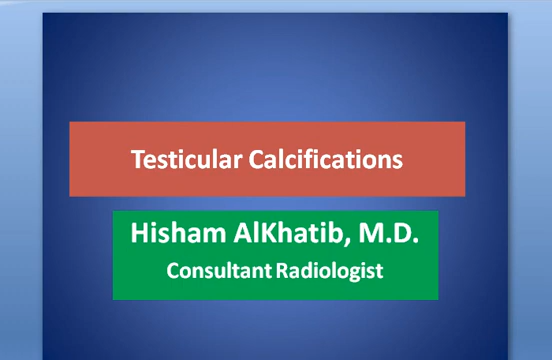 Testicular Calcifications
Hisham AlKhatib, M.D.
Consultant Radiologist